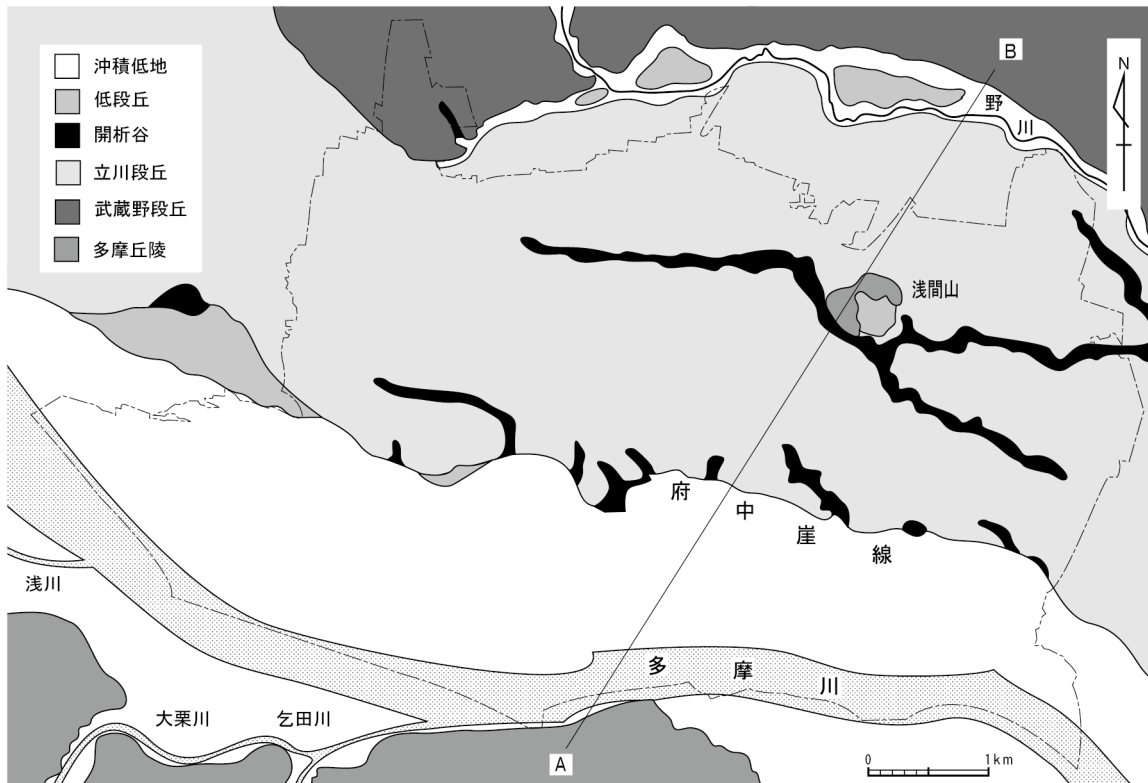 沖積低地
低段丘
開析谷
立川段丘
武蔵野段丘
多摩丘陵
B
N
野川
浅間山
府中崖線
浅川
多摩川
大栗川
乞田川
A
0 1km